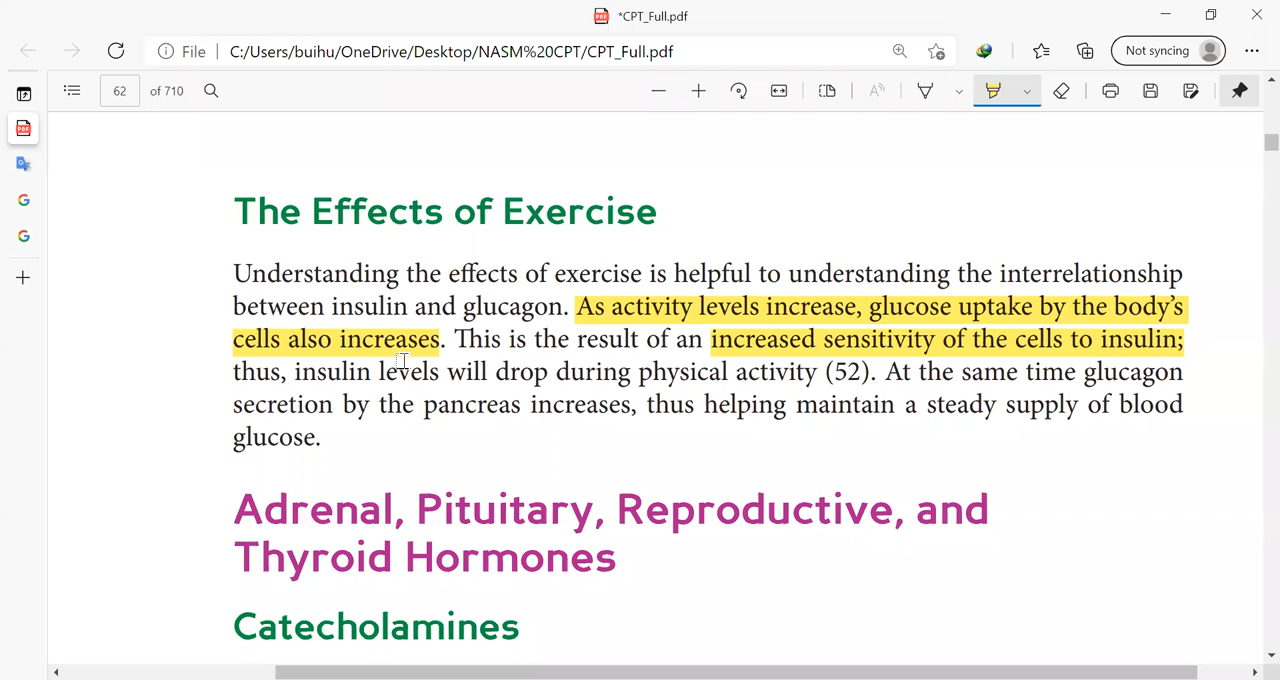 *CPT_Full.pdf
File
C:/Users/buihu/OneDrive/Desktop/NASM%20CPT/CPT_Full.pdf
Not syncing
62 of 710
The Effects of Exercise
Understanding the effects of exercise is helpful to understanding the interrelationship
between insulin and glucagon. As activity levels increase, glucose uptake by the body’s
cells also increases. This is the result of an increased sensitivity of the cells to insulin;
thus, insulin levels will drop during physical activity (52). At the same time glucagon
secretion by the pancreas increases, thus helping maintain a steady supply of blood
glucose.
Adrenal, Pituitary, Reproductive, and
Thyroid Hormones
Catecholamines